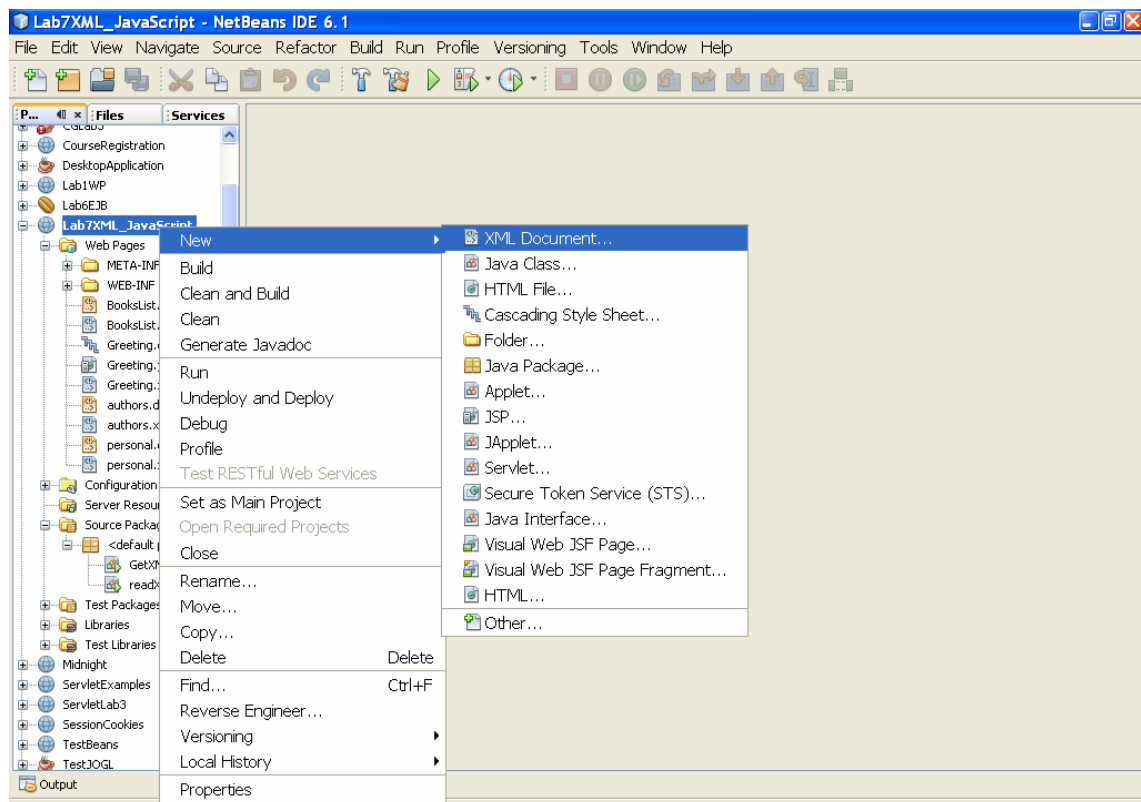 Lab7XML_JavaScript - NetBeans IDE 6.1
File Edit View Navigate Source Refactor Build Run Profile Versioning Tools Window Help
P... Files Services
CourseRegistration
DesktopApplication
Lab1WP
Lab6EJB
Lab7XML_JavaScript
Web Pages
META-INF
WEB-INF
BooksList.
BooksList.
Greeting.
Greeting.
Greeting.
authors.d
authors.x
personal.
personal.
Configuration
Server Resour
Source Packag
<default p
GetXM
readX
Test Packages
Libraries
Test Libraries
Midnight
ServletExamples
ServletLab3
SessionCookies
TestBeans
TestJOGL
Output
New
Build
Clean and Build
Clean
Generate Javadoc
Run
Undeploy and Deploy
Debug
Profile
Test RESTful Web Services
Set as Main Project
Open Required Projects
Close
Rename...
Move...
Copy...
Delete Delete
Find... Ctrl+F
Reverse Engineer...
Versioning
Local History
Properties
XML Document...
Java Class...
HTML File...
Cascading Style Sheet...
Folder...
Java Package...
Applet...
JSP...
JApplet...
Servlet...
Secure Token Service (STS)...
Java Interface...
Visual Web JSF Page...
Visual Web JSF Page Fragment...
HTML...
Other...